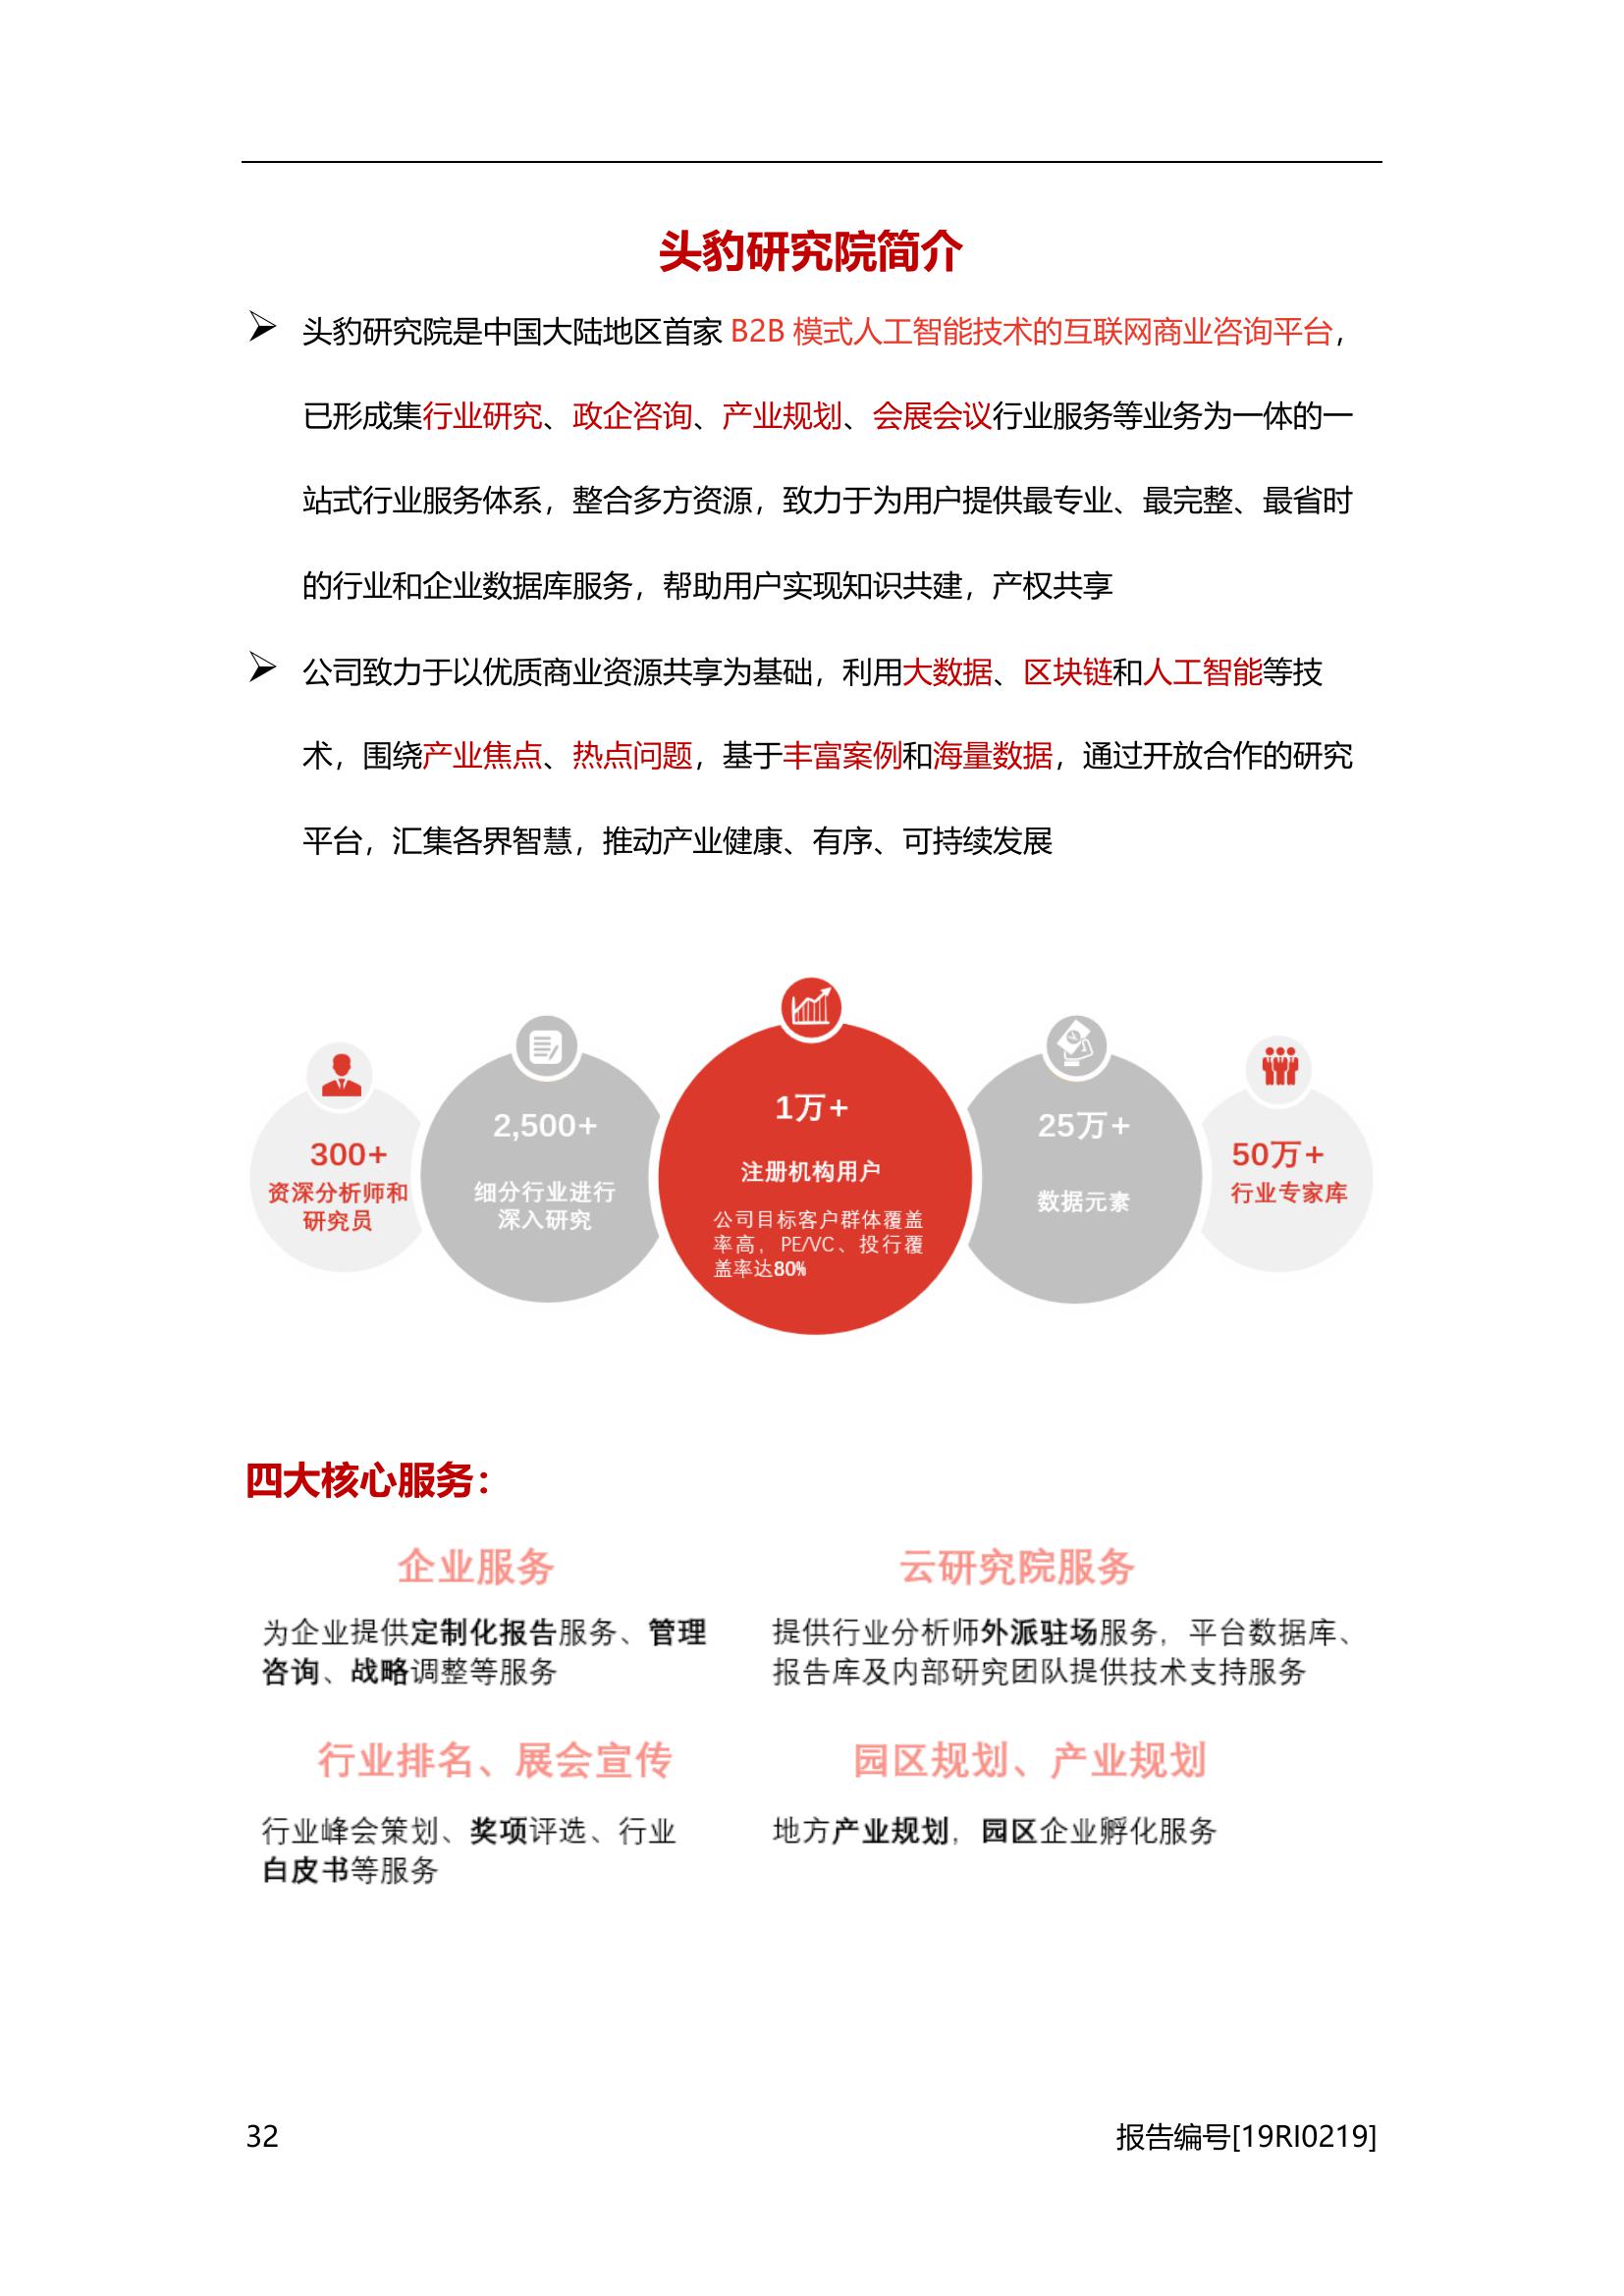 头豹研究院简介
➢ 头豹研究院是中国大陆地区首家 B2B 模式人工智能技术的互联网商业咨询平台，
已形成集行业研究、政企咨询、产业规划、会展会议行业服务等业务为一体的一
站式行业服务体系，整合多方资源，致力于为用户提供最专业、最完整、最省时
的行业和企业数据库服务，帮助用户实现知识共建，产权共享
➢ 公司致力于以优质商业资源共享为基础，利用大数据、区块链和人工智能等技
术，围绕产业焦点、热点问题，基于丰富案例和海量数据，通过开放合作的研究
平台，汇集各界智慧，推动产业健康、有序、可持续发展
300+
资深分析师和
研究员
2,500+
细分行业进行
深入研究
1万+
注册机构用户
公司目标客户群体覆盖
率高，PE/VC、投行覆
盖率达80%
25万+
数据元素
50万+
行业专家库
四大核心服务：
企业服务
为企业提供定制化报告服务、管理
咨询、战略调整等服务
云研究院服务
提供行业分析师外派驻场服务，平台数据库、
报告库及内部研究团队提供技术支持服务
行业排名、展会宣传
行业峰会策划、奖项评选、行业
白皮书等服务
园区规划、产业规划
地方产业规划，园区企业孵化服务
32
报告编号[19RI0219]